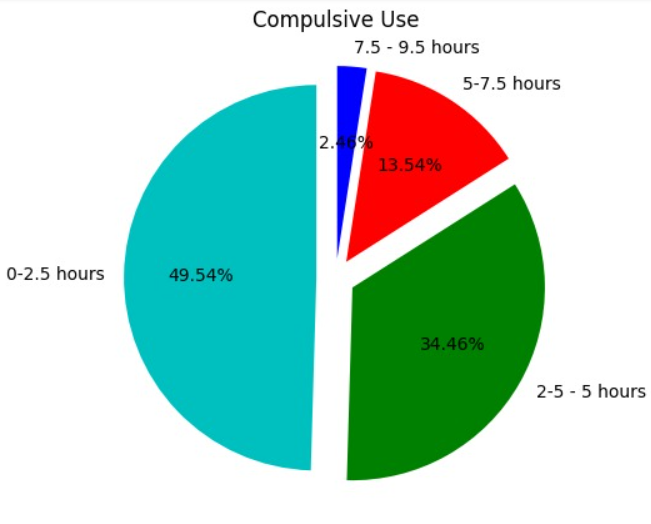 Compulsive Use
7.5 - 9.5 hours
5-7.5 hours
2.46%
13.54%
0-2.5 hours
49.54%
34.46%
2-5 - 5 hours